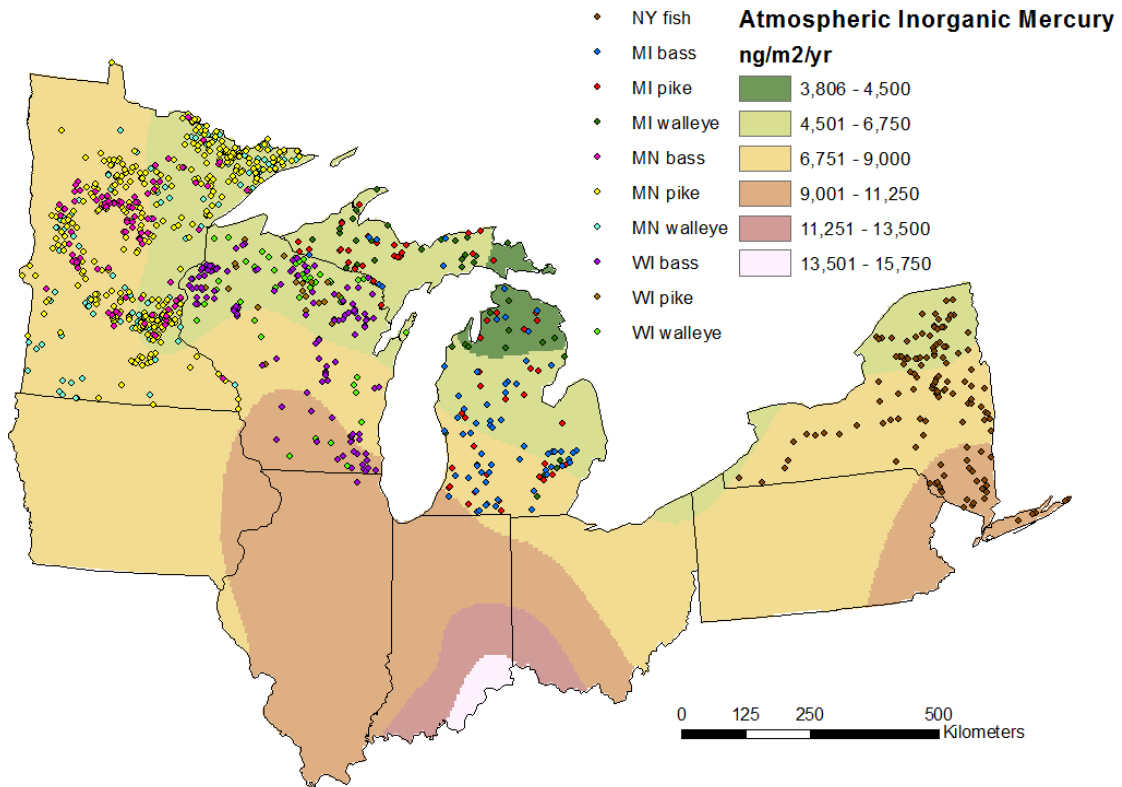 NY fish
MI bass
MI pike
MI walleye
MN bass
MN pike
MN walleye
WI bass
WI pike
WI walleye
Atmospheric Inorganic Mercury
ng/m2/yr
3,806 - 4,500
4,501 - 6,750
6,751 - 9,000
9,001 - 11,250
11,251 - 13,500
13,501 - 15,750
0 125 250 500
Kilometers